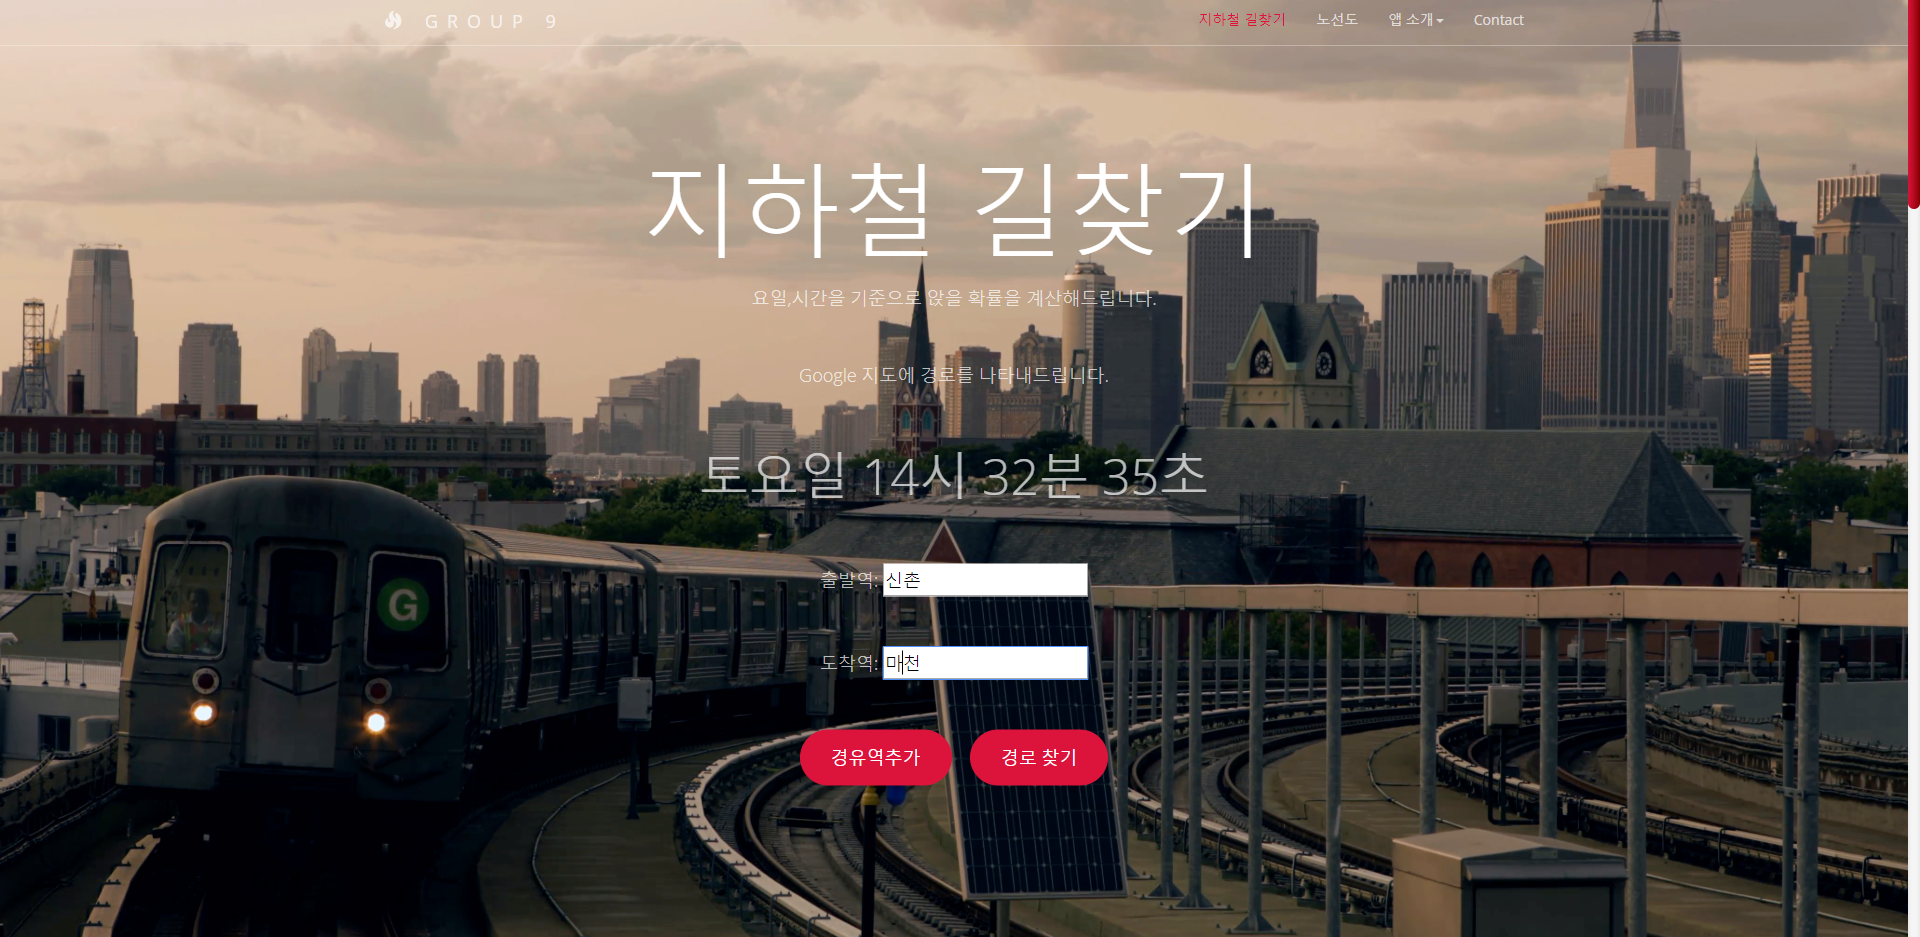 GROUP 9
지하철 길찾기 노선도 앱 소개 Contact
지하철 길찾기
요일,시간을 기준으로 앉을 확률을 계산해드립니다.
Google 지도에 경로를 나타내드립니다.
토요일 14시 32분 35초
출발역: 신촌
도착역: 마천
G
경유역추가 경로 찾기